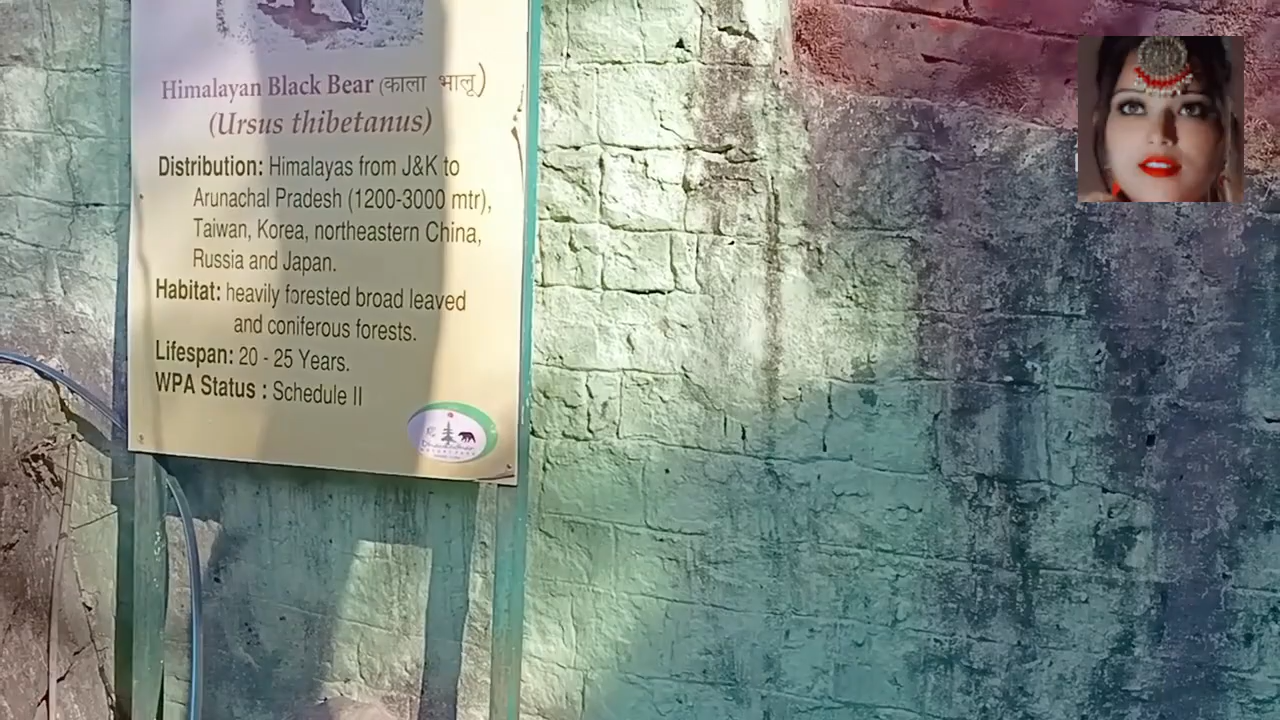 Himalayan Black Bear (काला भालू)
(Ursus thibetanus)
Distribution: Himalayas from J&K to
Arunachal Pradesh (1200-3000 mtr),
Taiwan, Korea, northeastern China,
Russia and Japan.
Habitat: heavily forested broad leaved
and coniferous forests.
Lifespan: 20 - 25 Years.
WPA Status : Schedule II